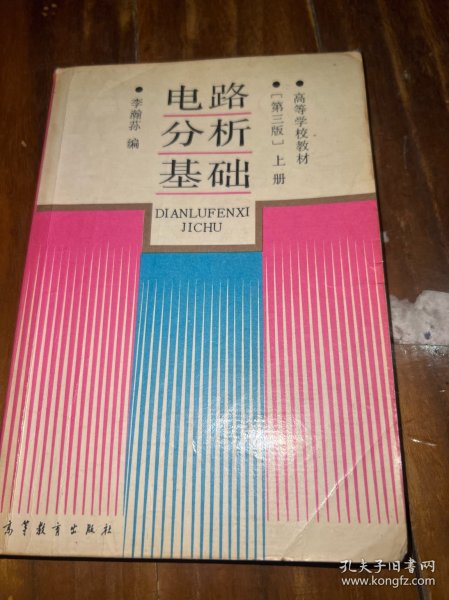 电路
分析
基础
DIANLUFENXI
JICHU
●高等学校教材
●〔第三版〕上册
●李瀚荪 编
高等教育出版社
孔夫子旧书网
www.kongfz.com